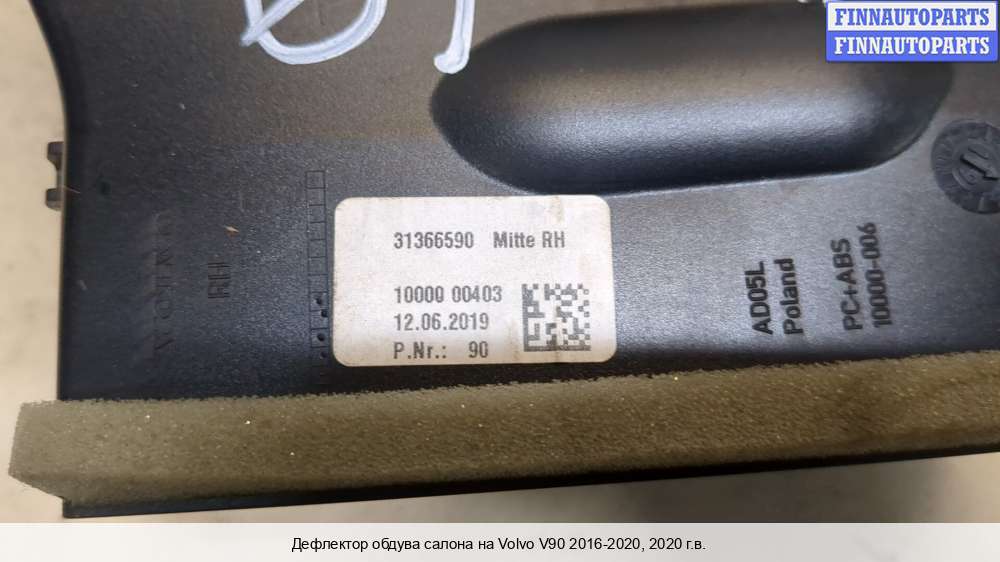 FINNAUTOPARTS
FINNAUTOPARTS
31366590 Mitte RH
10000 00403
12.06.2019
P.Nr.: 90
VOLVO
RH
AD05L
Poland
PC+ABS
10000-006
Дефлектор обдува салона на Volvo V90 2016-2020, 2020 г.в.